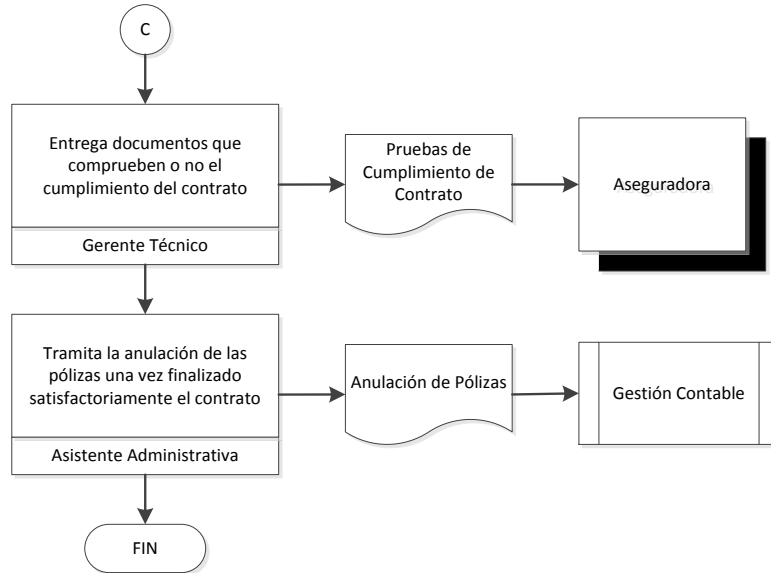 C
Entrega documentos que
comprueben o no el
cumplimiento del contrato
Gerente Técnico
Pruebas de
Cumplimiento de
Contrato
Aseguradora
Tramita la anulación de las
pólizas una vez finalizado
satisfactoriamente el contrato
Asistente Administrativa
Anulación de Pólizas
Gestión Contable
FIN